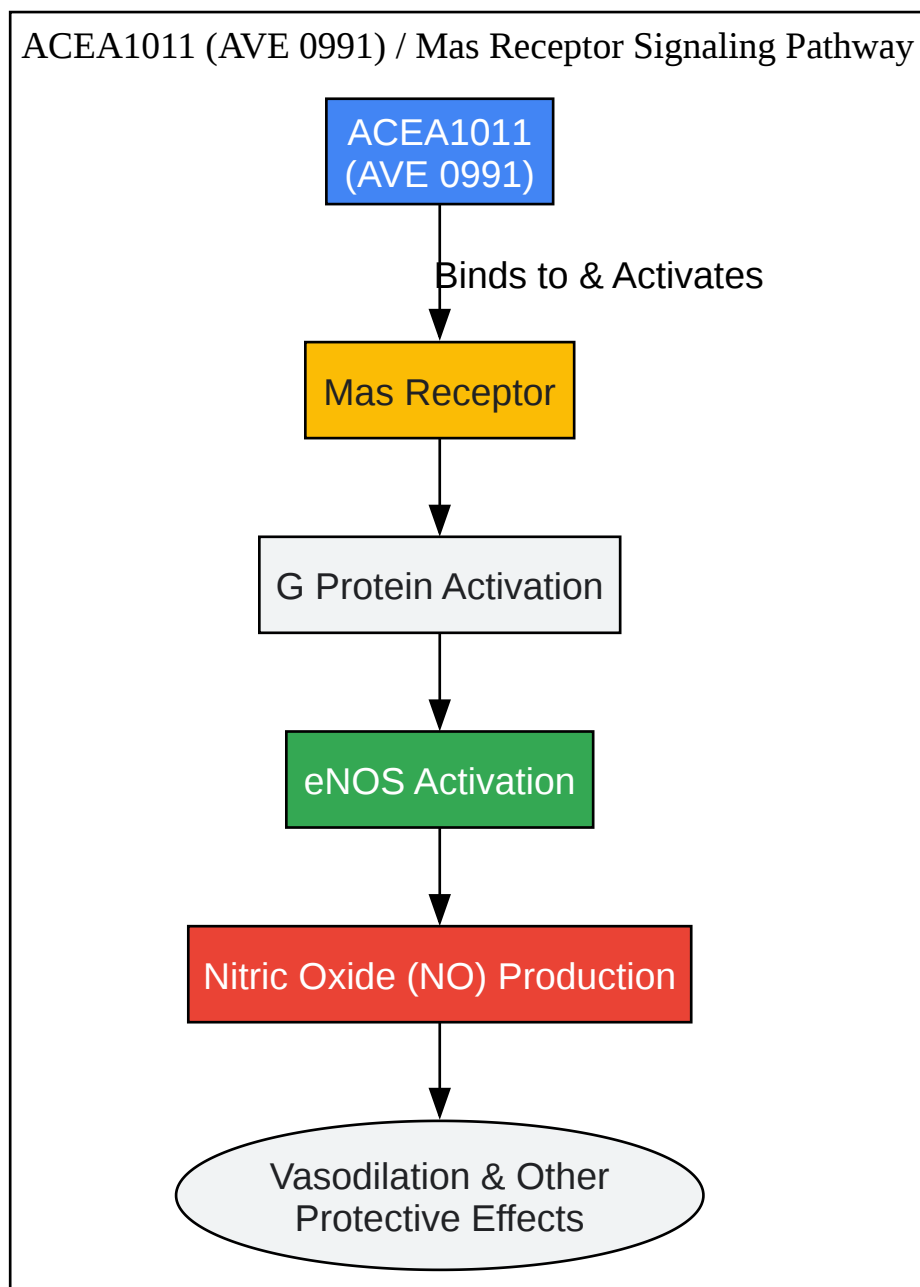 ACEA1011 (AVE 0991) / Mas Receptor Signaling Pathway
ACEA1011
(AVE 0991)
Binds to & Activates
Mas Receptor
G Protein Activation
eNOS Activation
Nitric Oxide (NO) Production
Vasodilation & Other
Protective Effects